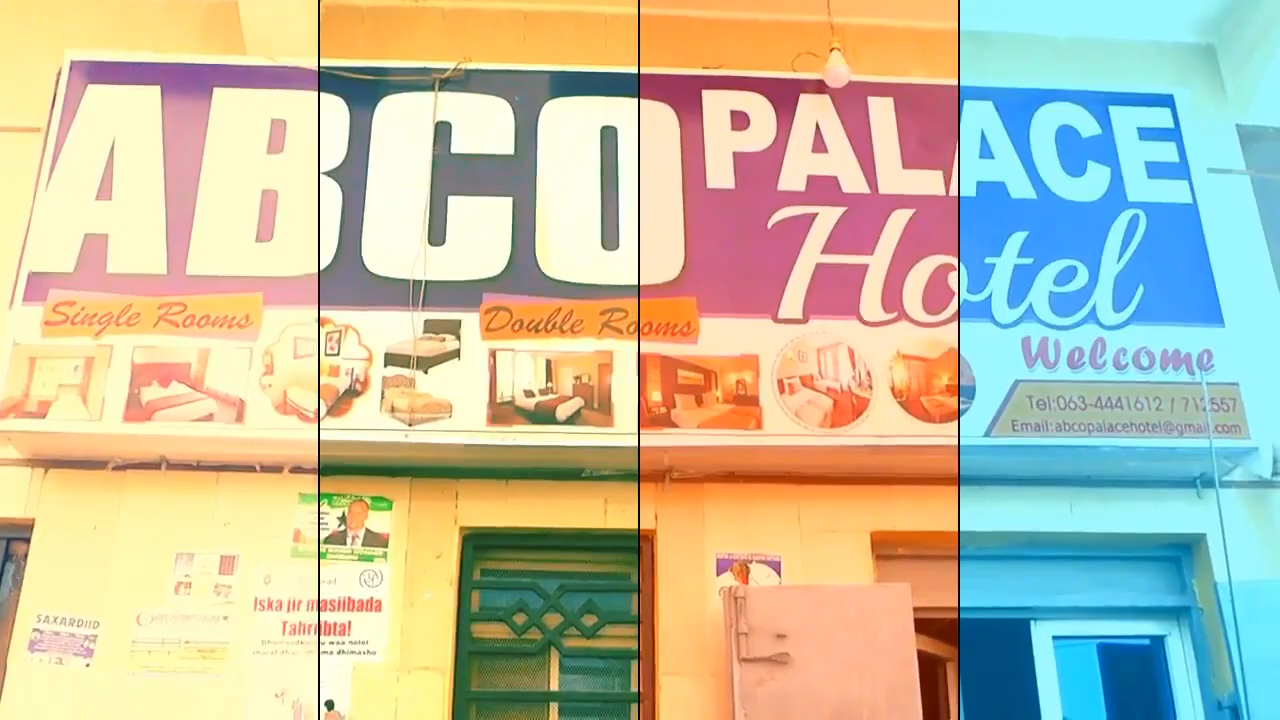 ABCO PALACE
Hotel
Single Rooms
Double Rooms
Welcome
Tel:063-4441612 / 712557
Email:abcopalacehotel@gmail.com
SAXARDIID
Iska jir masiibada
Tahriibta!